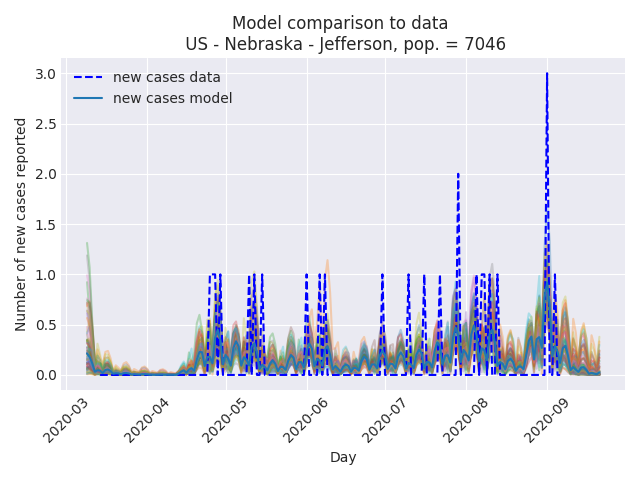 Model comparison to data
US - Nebraska - Jefferson, pop. = 7046
new cases data
new cases model
Number of new cases reported
3.0
2.5
2.0
1.5
1.0
0.5
0.0
2020-03
2020-04
2020-05
2020-06
2020-07
2020-08
2020-09
Day